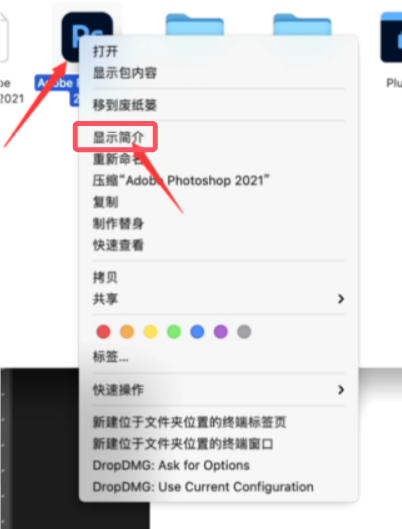 Ps
2021
Plu
打开
显示包内容
移到废纸篓
显示简介
重新命名
压缩“Adobe Photoshop 2021”
复制
制作替身
快速查看
拷贝
共享
标签...
快速操作
新建位于文件夹位置的终端标签页
新建位于文件夹位置的终端窗口
DropDMG: Ask for Options
DropDMG: Use Current Configuration